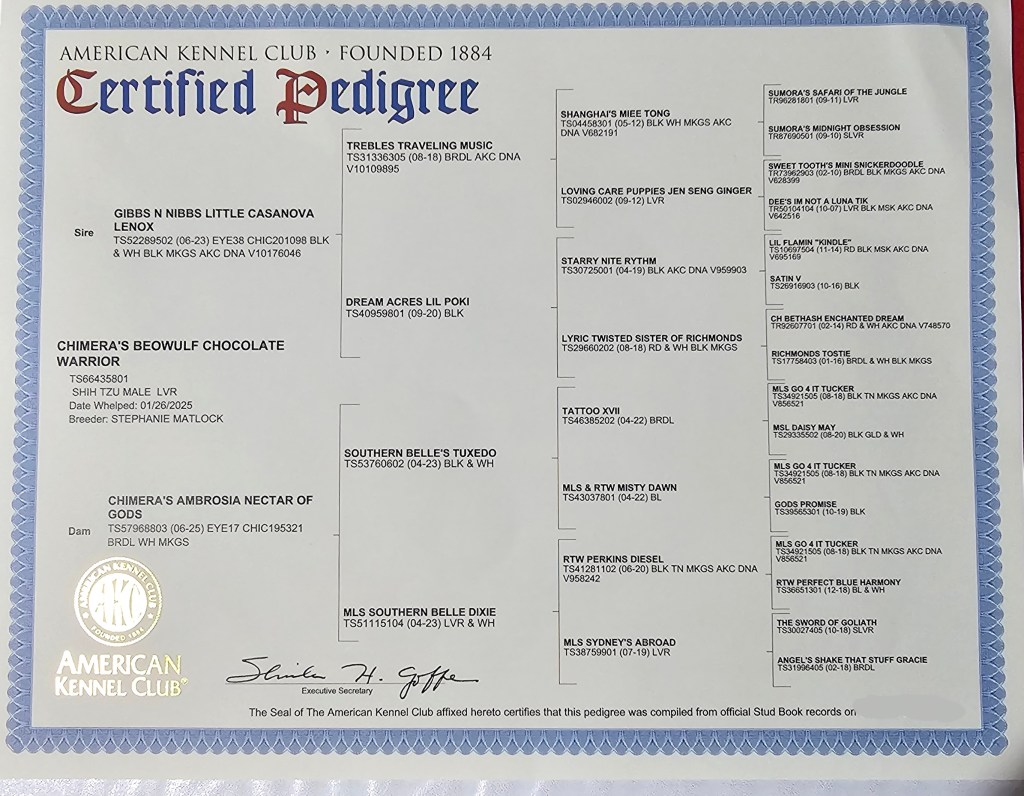 AMERICAN KENNEL CLUB · FOUNDED 1884
Certified Pedigree
Sire
GIBBS N NIBBS LITTLE CASANOVA
LENOX
TS52289502 (06-23) EYE38 CHIC201098 BLK
& WH BLK MKGS AKC DNA V10176046
CHIMERA'S BEOWULF CHOCOLATE
WARRIOR
TS66435801
SHIH TZU MALE LVR
Date Whelped: 01/26/2025
Breeder: STEPHANIE MATLOCK
Dam
CHIMERA'S AMBROSIA NECTAR OF
GODS
TS57968803 (06-25) EYE17 CHIC195321
BRDL WH MKGS
TREBLES TRAVELING MUSIC
TS31336305 (08-18) BRDL AKC DNA
V10109895
DREAM ACRES LIL POKI
TS40959801 (09-20) BLK
SOUTHERN BELLE'S TUXEDO
TS53760602 (04-23) BLK & WH
MLS SOUTHERN BELLE DIXIE
TS51115104 (04-23) LVR & WH
SHANGHAI'S MIEE TONG
TS04458301 (05-12) BLK WH MKGS AKC
DNA V682191
LOVING CARE PUPPIES JEN SENG GINGER
TS02946002 (09-12) LVR
STARRY NITE RYTHM
TS30725001 (04-19) BLK AKC DNA V959903
LYRIC TWISTED SISTER OF RICHMONDS
TS29660202 (08-18) RD & WH BLK MKGS
TATTOO XVII
TS46385202 (04-22) BRDL
MLS & RTW MISTY DAWN
TS43037801 (04-22) BL
RTW PERKINS DIESEL
TS41281102 (06-20) BLK TN MKGS AKC DNA
V958242
MLS SYDNEY'S ABROAD
TS38759901 (07-19) LVR
SUMORA'S SAFARI OF THE JUNGLE
TR96281801 (09-11) LVR
SUMORA'S MIDNIGHT OBSESSION
TR87690501 (09-10) SLVR
SWEET TOOTH'S MINI SNICKERDOODLE
TR73962903 (02-10) BRDL BLK MKGS AKC DNA
V628399
DEE'S IM NOT A LUNA TIK
TR50104104 (10-07) LVR BLK MSK AKC DNA
V642516
LIL FLAMIN "KINDLE"
TS10697504 (11-14) RD BLK MSK AKC DNA
V695169
SATIN V
TS26916903 (10-16) BLK
CH BETHASH ENCHANTED DREAM
TR92607701 (02-14) RD & WH AKC DNA V748570
RICHMONDS TOSTIE
TS17758403 (01-16) BRDL & WH BLK MKGS
MLS GO 4 IT TUCKER
TS34921505 (08-18) BLK TN MKGS AKC DNA
V856521
MSL DAISY MAY
TS29335502 (08-20) BLK GLD & WH
MLS GO 4 IT TUCKER
TS34921505 (08-18) BLK TN MKGS AKC DNA
V856521
GODS PROMISE
TS39565301 (10-19) BLK
MLS GO 4 IT TUCKER
TS34921505 (08-18) BLK TN MKGS AKC DNA
V856521
RTW PERFECT BLUE HARMONY
TS36651301 (12-18) BL & WH
THE SWORD OF GOLIATH
TS30027405 (10-18) SLVR
ANGEL'S SHAKE THAT STUFF GRACIE
TS31996405 (02-18) BRDL
AMERICAN KENNEL CLUB
AKC
FOUNDED 1884
AMERICAN
KENNEL CLUB®
Executive Secretary
The Seal of The American Kennel Club affixed hereto certifies that this pedigree was compiled from official Stud Book records on